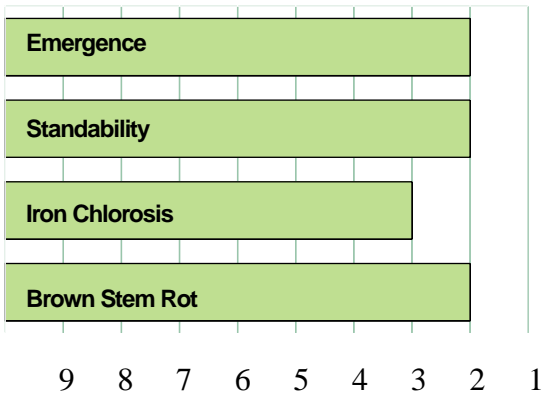 Emergence
Standability
Iron Chlorosis
Brown Stem Rot
9 8 7 6 5 4 3 2 1